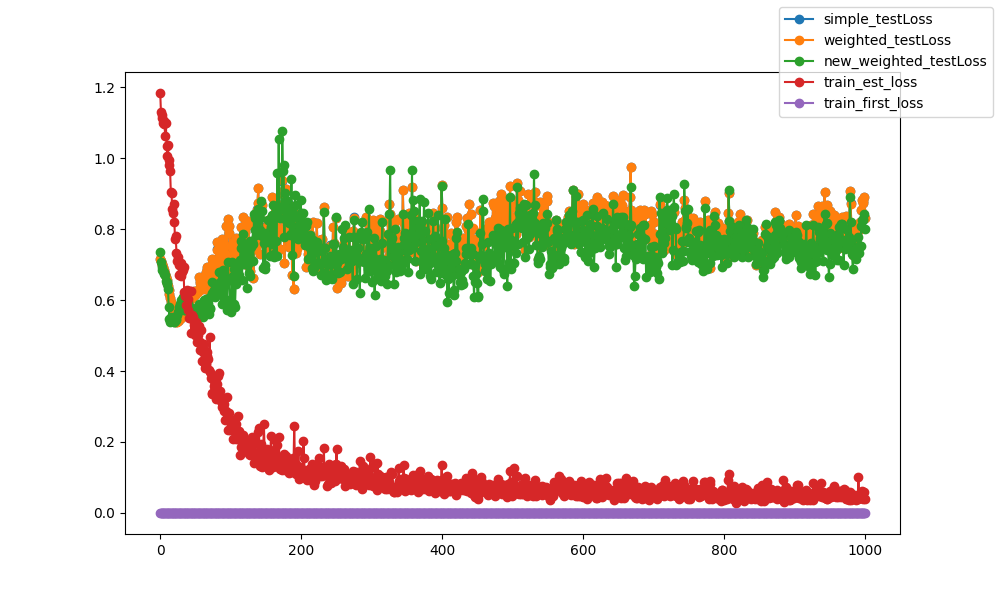 simple_testLoss
weighted_testLoss
new_weighted_testLoss
train_est_loss
train_first_loss
1.2
1.0
0.8
0.6
0.4
0.2
0.0
0 200 400 600 800 1000